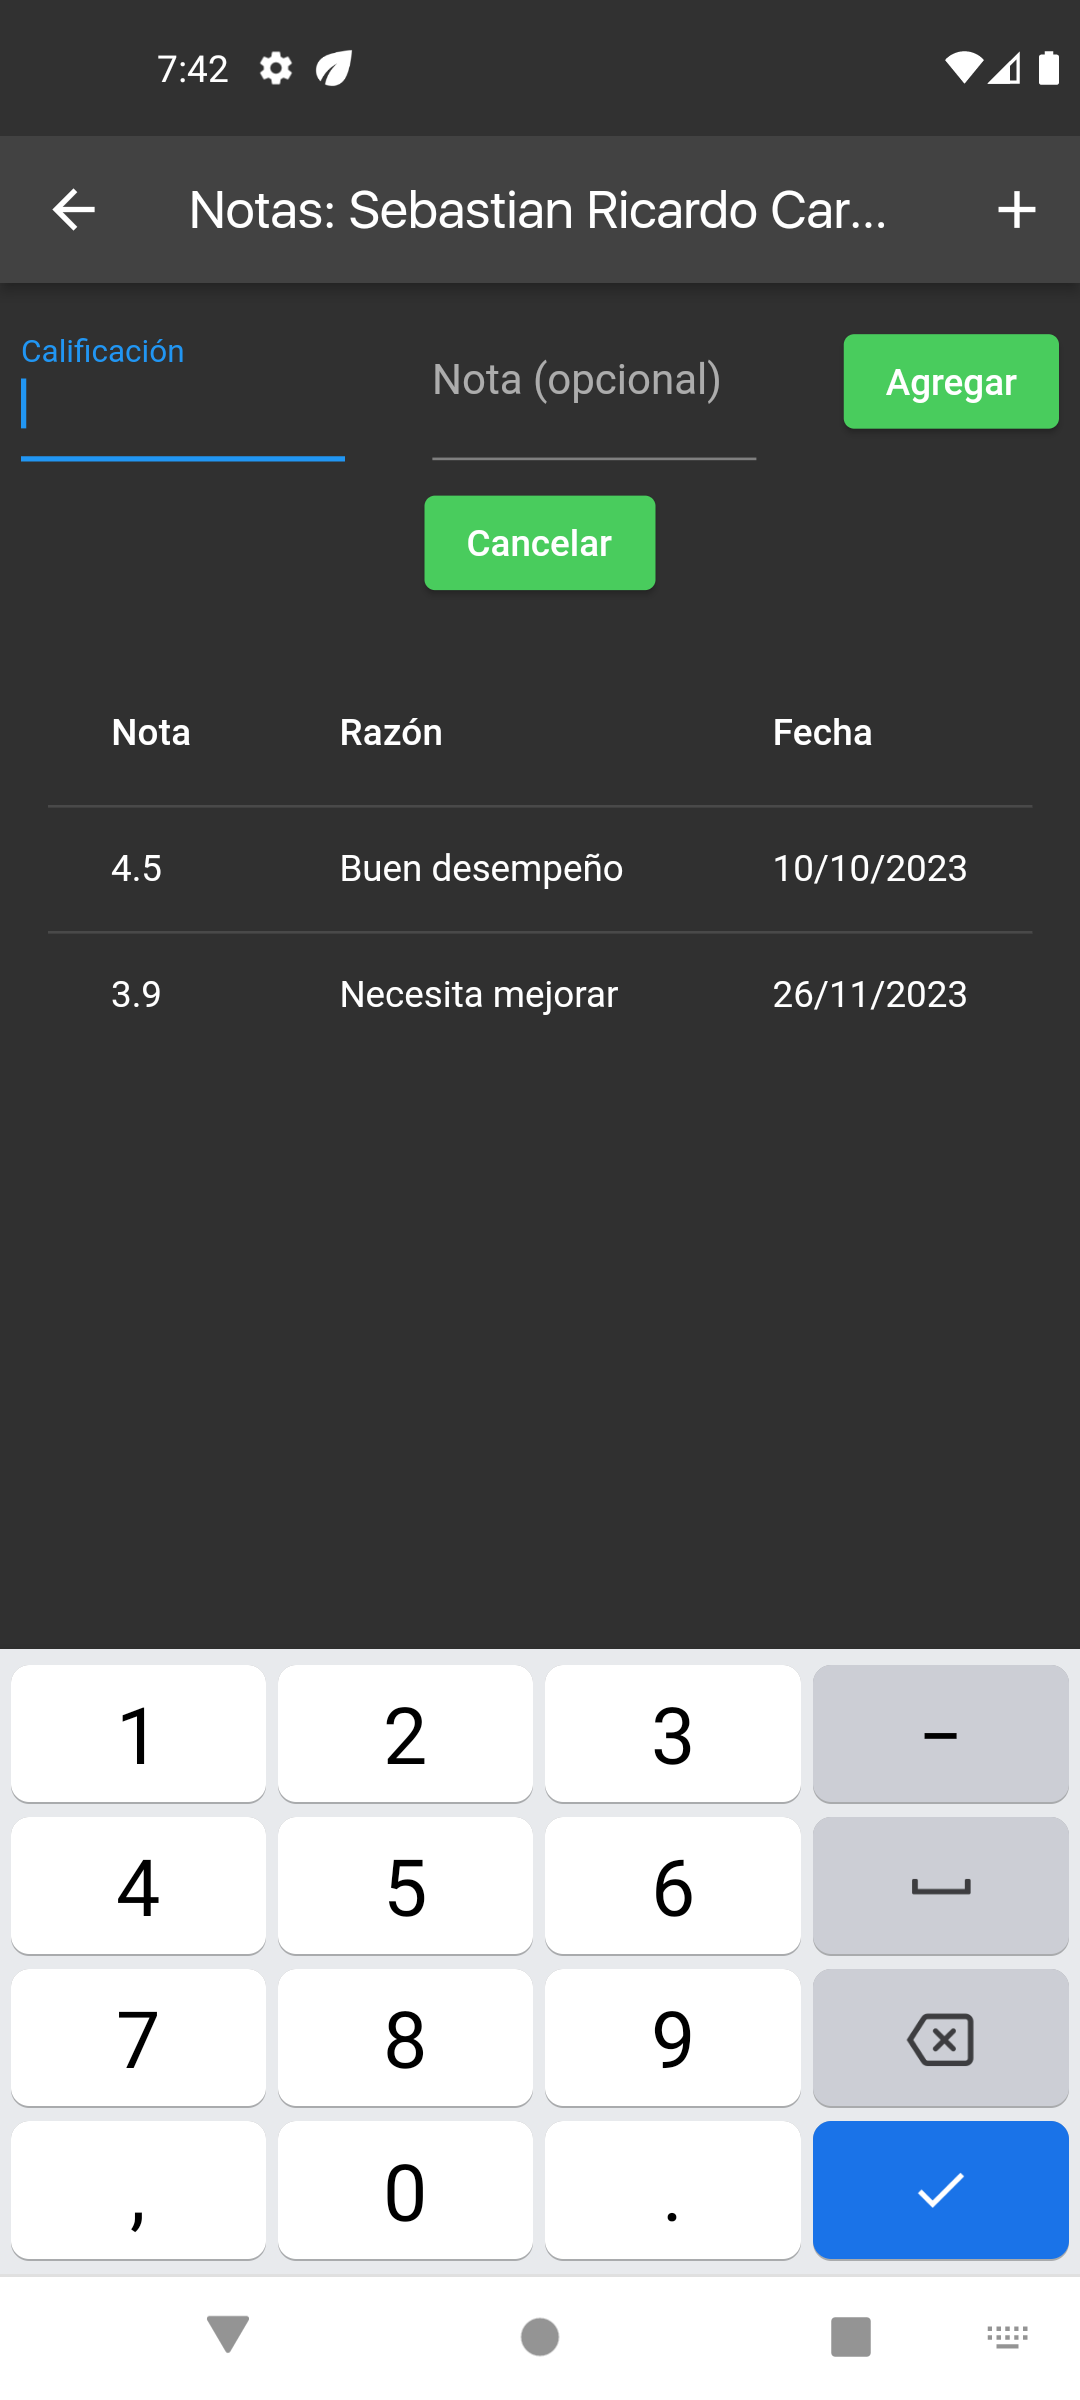 7:42
Notas: Sebastian Ricardo Car...
Calificación
Nota (opcional)
Agregar
Cancelar
Nota Razón Fecha
4.5 Buen desempeño 10/10/2023
3.9 Necesita mejorar 26/11/2023
1 2 3 –
4 5 6
7 8 9
, 0 .